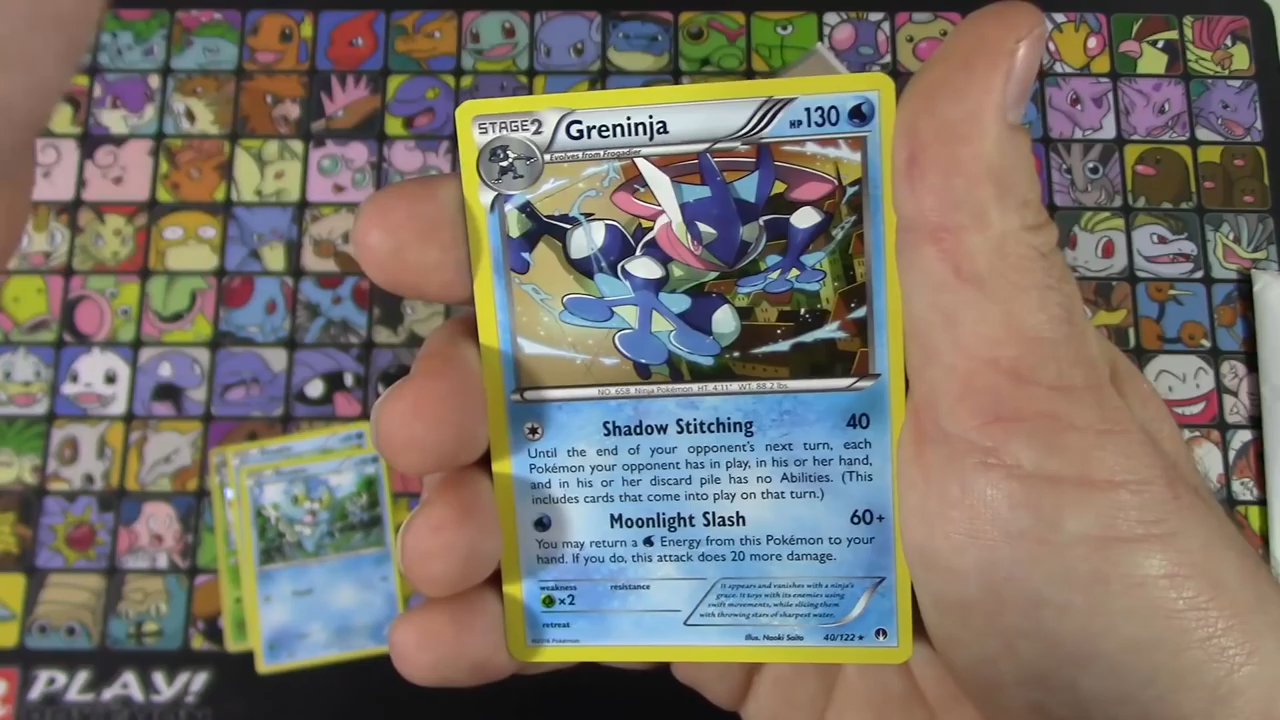 STAGE2 Greninja HP130
Evolves from Frogadier
NO. 658 Ninja Pokémon HT: 4'11" WT: 88.2 lbs.
Shadow Stitching 40
Until the end of your opponent's next turn, each
Pokémon your opponent has in play, in his or her hand,
and in his or her discard pile has no Abilities. (This
includes cards that come into play on that turn.)
Moonlight Slash 60+
You may return a Energy from this Pokémon to your
hand. If you do, this attack does 20 more damage.
weakness resistance
×2
It appears and vanishes with a ninja's
grace. It toys with its enemies using
swift movements, while slicing them
with throwing stars of sharpest water.
retreat
©2016 Pokémon
Illus. Naoki Saito 40/122 ★
PLAY!